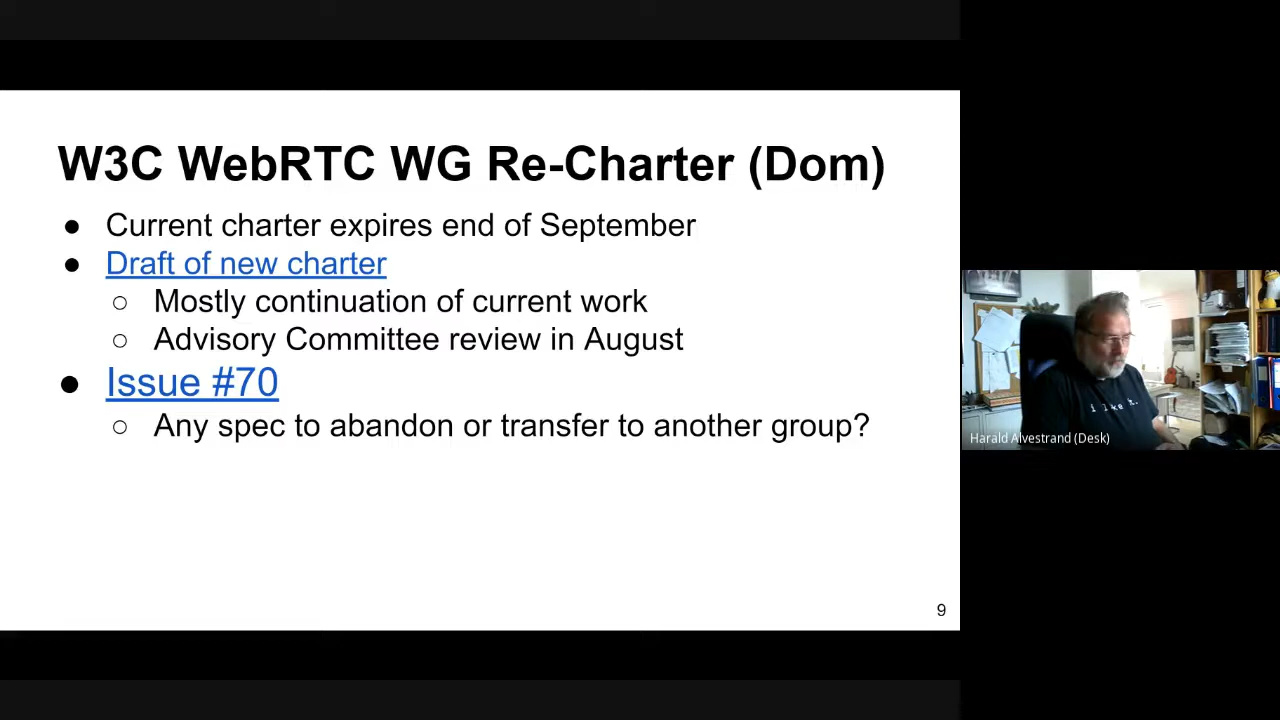 W3C WebRTC WG Re-Charter (Dom)
● Current charter expires end of September
● Draft of new charter
○ Mostly continuation of current work
○ Advisory Committee review in August
● Issue #70
○ Any spec to abandon or transfer to another group?
9
i like
Harald Alvestrand (Desk)